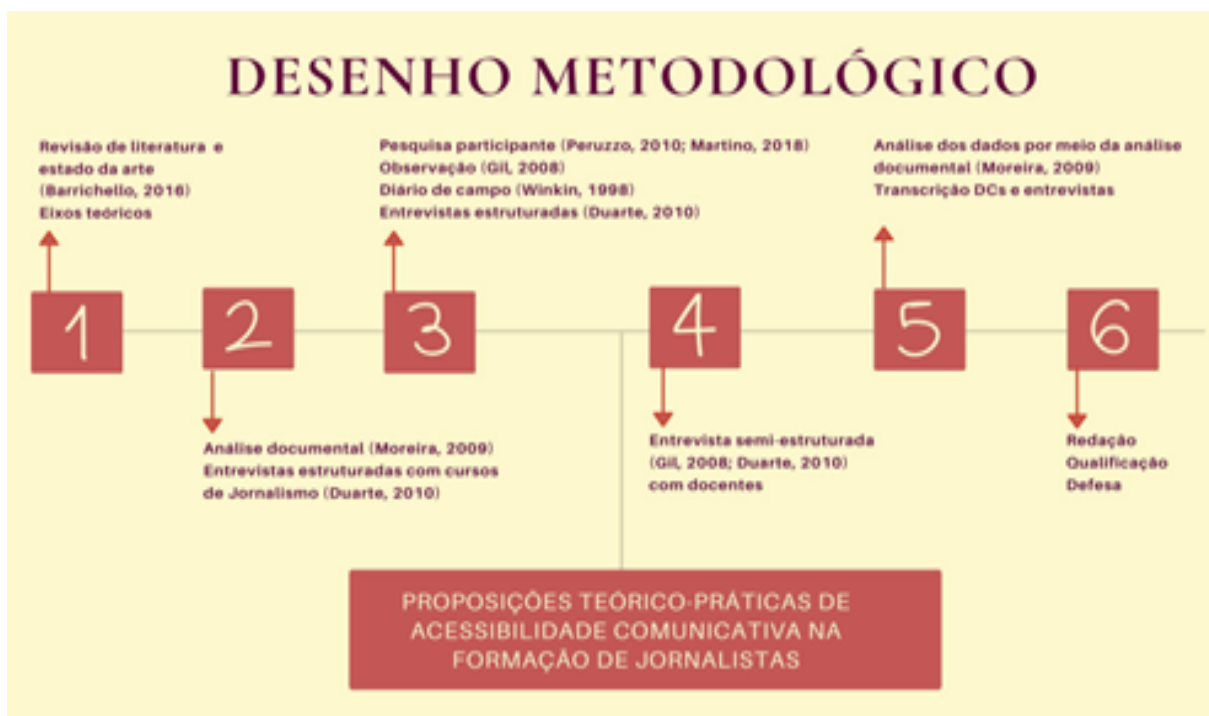 DESENHO METODOLÓGICO
Revisão de literatura e
estado da arte
(Barrichello, 2016)
Eixos teóricos
Pesquisa participante (Peruzzo, 2010; Martino, 2018)
Observação (Gil, 2008)
Diário de campo (Winkin, 1998)
Entrevistas estruturadas (Duarte, 2010)
Análise dos dados por meio da análise
documental (Moreira, 2009)
Transcrição DCs e entrevistas
1
2
3
4
5
6
Análise documental (Moreira, 2009)
Entrevistas estruturadas com cursos
de Jornalismo (Duarte, 2010)
Entrevista semi-estruturada
(Gil, 2008; Duarte, 2010)
com docentes
Redação
Qualificação
Defesa
PROPOSIÇÕES TEÓRICO-PRÁTICAS DE
ACESSIBILIDADE COMUNICATIVA NA
FORMAÇÃO DE JORNALISTAS